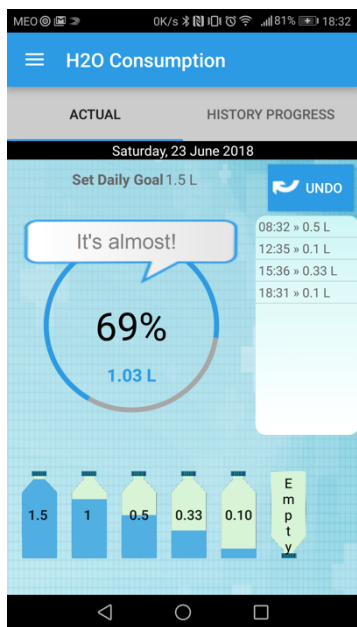 MEO 0K/s 81% 18:32
H2O Consumption
ACTUAL HISTORY PROGRESS
Saturday, 23 June 2018
Set Daily Goal 1.5 L
UNDO
08:32 » 0.5 L
12:35 » 0.1 L
15:36 » 0.33 L
18:31 » 0.1 L
It's almost!
69%
1.03 L
1.5 1 0.5 0.33 0.10 Empty